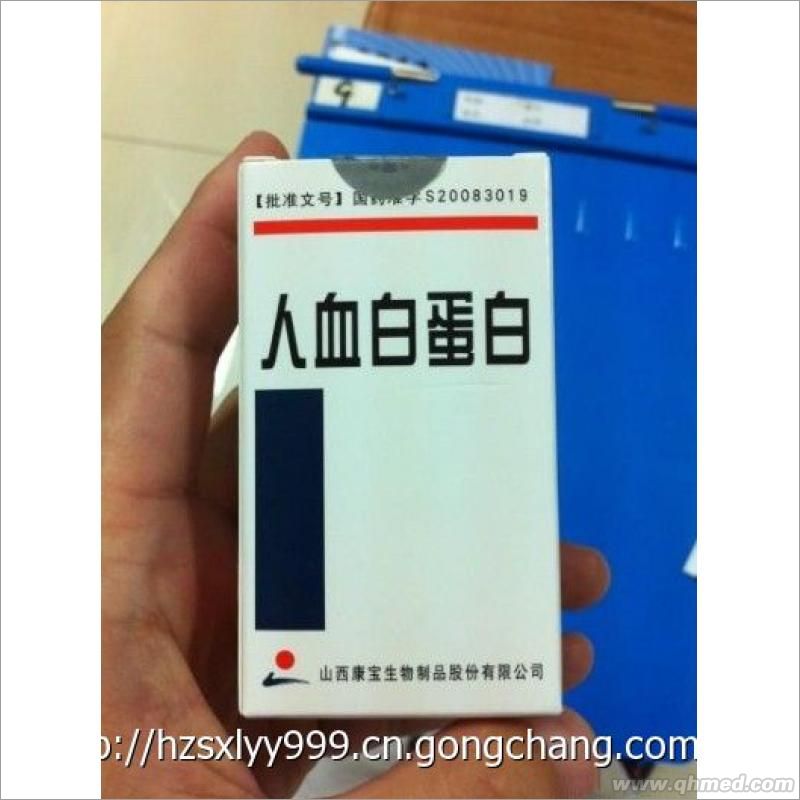 【批准文号】国药准字S20083019
人血白蛋白
山西康宝生物制品股份有限公司
p://hzsxlyy999.cn.gongchang.com
www.qhmed.com